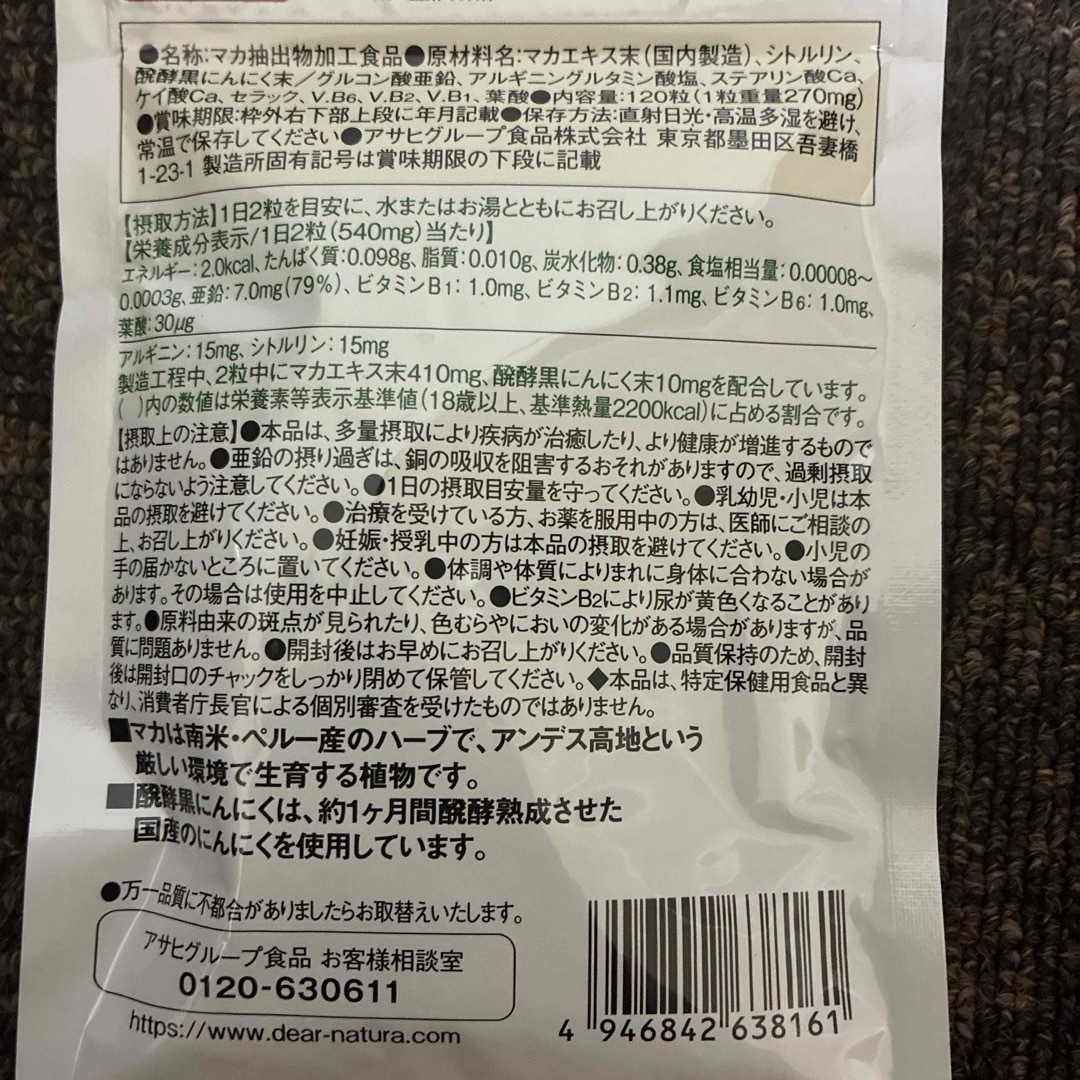 ●名称:マカ抽出物加工食品●原材料名:マカエキス末(国内製造)、シトルリン、
醗酵黒にんにく末/グルコン酸亜鉛、アルギニングルタミン酸塩、ステアリン酸Ca、
ケイ酸Ca、セラック、V.B6、V.B2、V.B1、葉酸●内容量:120粒(1粒重量270mg)
●賞味期限:枠外右下部上段に年月記載●保存方法:直射日光・高温多湿を避け、
常温で保存してください●アサヒグループ食品株式会社 東京都墨田区吾妻橋
1-23-1 製造所固有記号は賞味期限の下段に記載
【摂取方法】1日2粒を目安に、水またはお湯とともにお召し上がりください。
【栄養成分表示/1日2粒(540mg)当たり】
エネルギー:2.0kcal、たんぱく質:0.098g、脂質:0.010g、炭水化物:0.38g、食塩相当量:0.00008~
0.0003g、亜鉛:7.0mg(79%)、ビタミンB1:1.0mg、ビタミンB2:1.1mg、ビタミンB6:1.0mg、
葉酸:30μg
アルギニン:15mg、シトルリン:15mg
製造工程中、2粒中にマカエキス末410mg、醗酵黒にんにく末10mgを配合しています。
( )内の数値は栄養素等表示基準値(18歳以上、基準熱量2200kcal)に占める割合です。
【摂取上の注意】●本品は、多量摂取により疾病が治癒したり、より健康が増進するもので
はありません。●亜鉛の摂り過ぎは、銅の吸収を阻害するおそれがありますので、過剰摂取
にならないよう注意してください。●1日の摂取目安量を守ってください。●乳幼児・小児は本
品の摂取を避けてください。●治療を受けている方、お薬を服用中の方は、医師にご相談の
上、お召し上がりください。●妊娠・授乳中の方は本品の摂取を避けてください。●小児の
手の届かないところに置いてください。●体調や体質によりまれに身体に合わない場合が
あります。その場合は使用を中止してください。●ビタミンB2により尿が黄色くなることがあり
ます。●原料由来の斑点が見られたり、色むらやにおいの変化がある場合がありますが、品
質に問題ありません。●開封後はお早めにお召し上がりください。●品質保持のため、開封
後は開封口のチャックをしっかり閉めて保管してください。◆本品は、特定保健用食品と異
なり、消費者庁長官による個別審査を受けたものではありません。
■マカは南米・ペルー産のハーブで、アンデス高地という
厳しい環境で生育する植物です。
■醗酵黒にんにくは、約1ヶ月間醗酵熟成させた
国産のにんにくを使用しています。
●万一品質に不都合がありましたらお取替えいたします。
アサヒグループ食品 お客様相談室
0120-630611
https://www.dear-natura.com
4 946842 638161